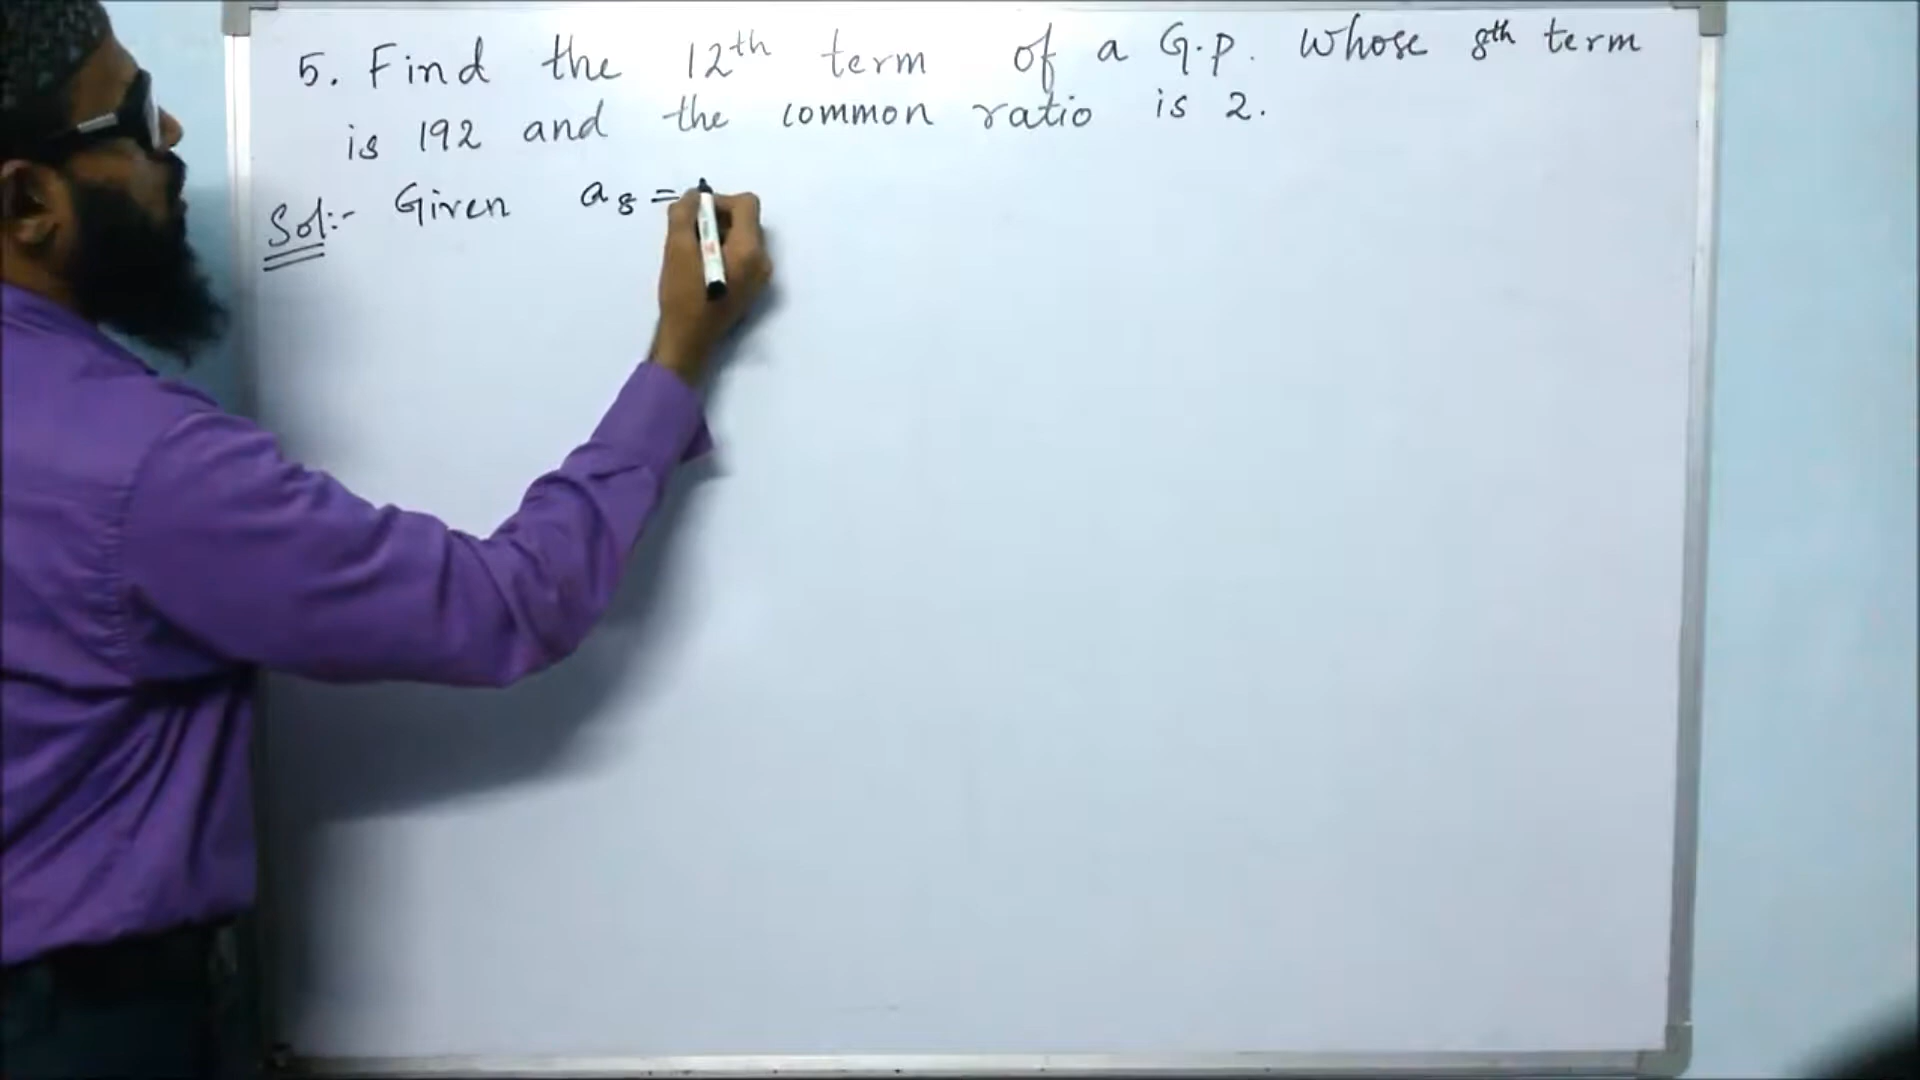 5. Find the 12th term of a G.P. Whose 8th term
is 192 and the common ratio is 2.
Sol:- Given a₈ =